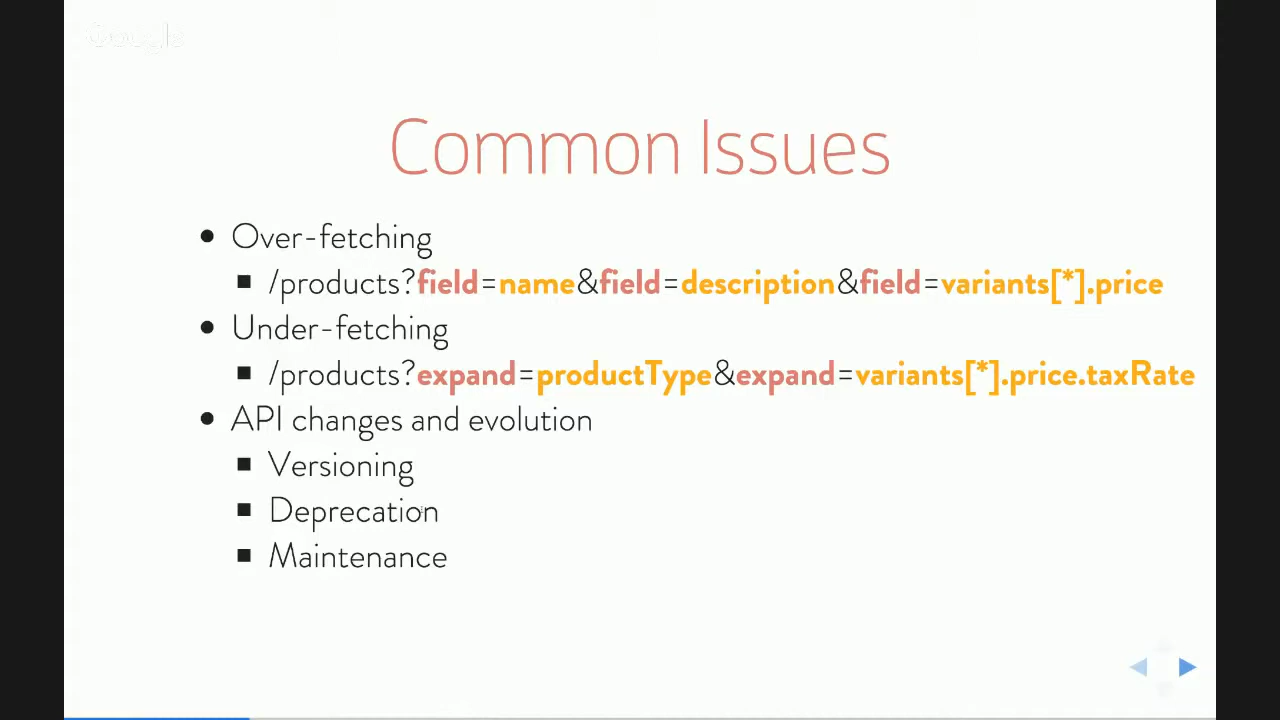 Google
Common Issues
Over-fetching
/products?field=name&field=description&field=variants[*].price
Under-fetching
/products?expand=productType&expand=variants[*].price.taxRate
API changes and evolution
Versioning
Deprecation
Maintenance